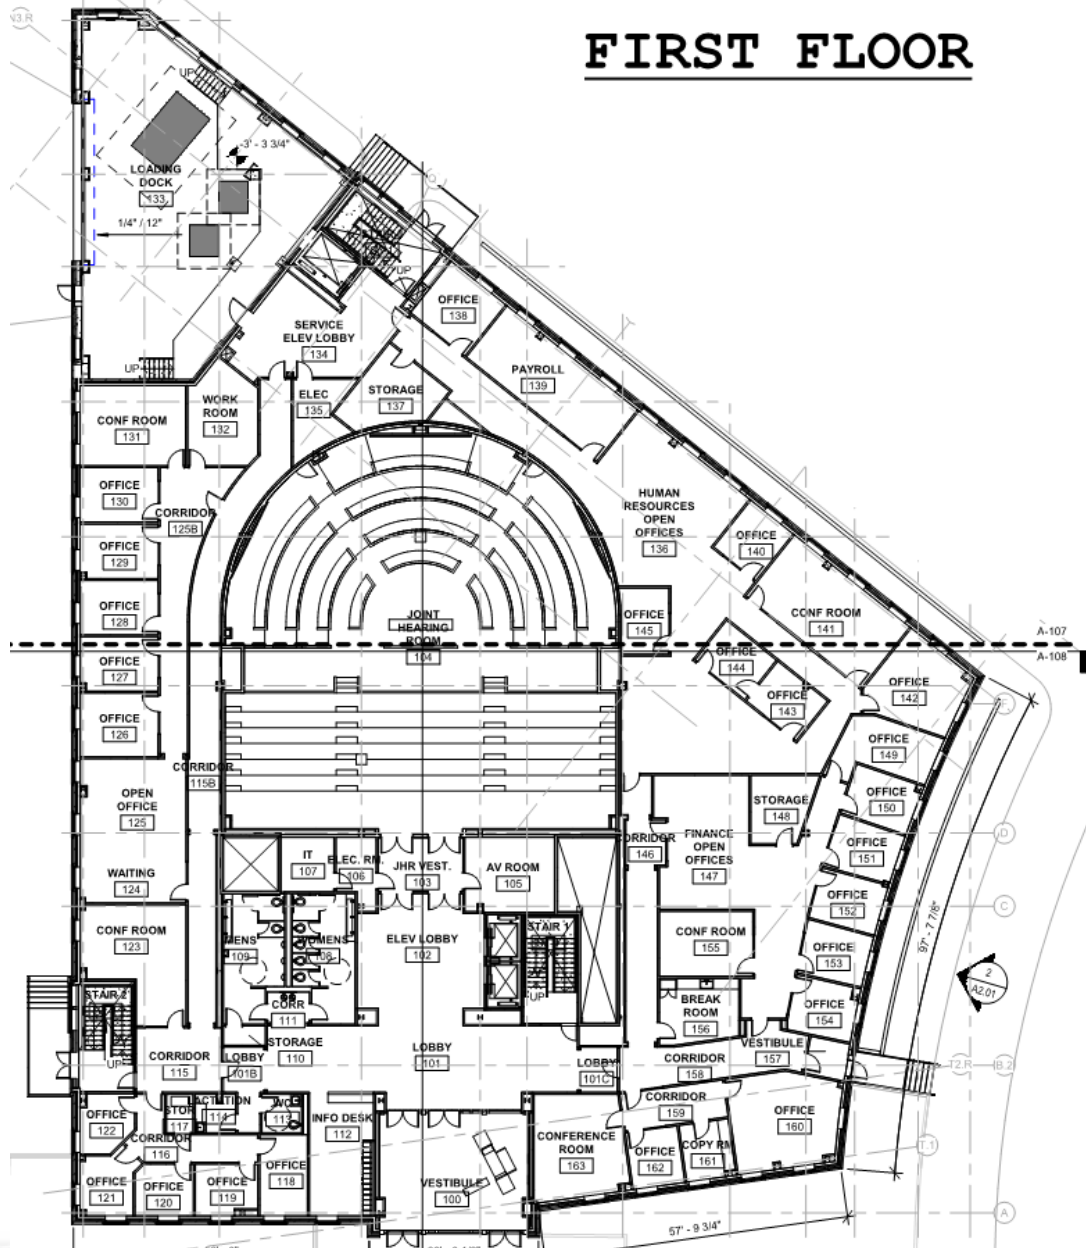 FIRST FLOOR
N3.R
UP
-3' - 3 3/4"
LOADING
DOCK
133
1/4" / 12"
UP
UP
OFFICE
138
SERVICE
ELEV LOBBY
134
PAYROLL
139
STORAGE
137
ELEC
135
WORK
ROOM
132
CONF ROOM
131
OFFICE
130
CORRIDOR
125B
HUMAN
RESOURCES
OPEN
OFFICES
136
OFFICE
140
OFFICE
129
OFFICE
128
JOINT
HEARING
ROOM
104
OFFICE
145
CONF ROOM
141
A-107
A-108
OFFICE
144
OFFICE
127
OFFICE
143
OFFICE
142
OFFICE
126
OFFICE
149
CORRIDOR
115B
OPEN
OFFICE
125
OFFICE
150
STORAGE
148
D
CORRIDOR
146
FINANCE
OPEN
OFFICES
147
OFFICE
151
IT
107
ELEC. RM.
106
JHR VEST.
103
AV ROOM
105
WAITING
124
OFFICE
152
C
CONF ROOM
123
MENS
109
WOMENS
108
ELEV LOBBY
102
STAIR 1
UP
CONF ROOM
155
OFFICE
153
97' - 7 7/8"
2
A2.01
STAIR 2
UP
CORR
111
BREAK
ROOM
156
OFFICE
154
STORAGE
110
LOBBY
101
VESTIBULE
157
CORRIDOR
115
LOBBY
101B
LOBBY
101C
CORRIDOR
158
T2.R
B.2
OFFICE
122
STOR
117
LACTATION
114
113
INFO DESK
112
CORRIDOR
159
OFFICE
160
CORRIDOR
116
CONFERENCE
ROOM
163
OFFICE
162
COPY RM
161
T.1
OFFICE
121
OFFICE
120
OFFICE
119
OFFICE
118
VESTIBULE
100
A
57' - 9 3/4"